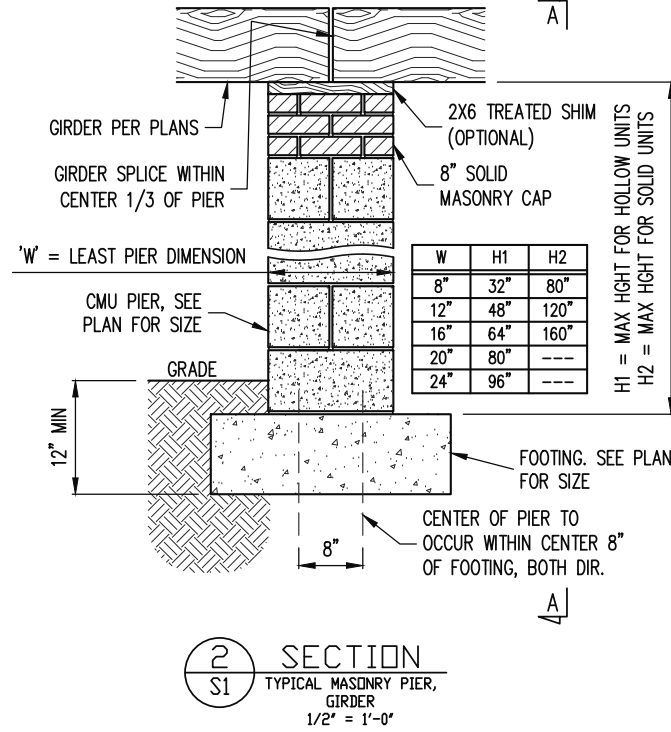 A
GIRDER PER PLANS
2X6 TREATED SHIM
(OPTIONAL)
GIRDER SPLICE WITHIN
CENTER 1/3 OF PIER
8" SOLID
MASONRY CAP
'W' = LEAST PIER DIMENSION
CMU PIER, SEE
PLAN FOR SIZE
W H1 H2
8" 32" 80"
12" 48" 120"
16" 64" 160"
20" 80" ---
24" 96" ---
H1 = MAX HGHT FOR HOLLOW UNITS
H2 = MAX HGHT FOR SOLID UNITS
GRADE
12" MIN
FOOTING. SEE PLAN
FOR SIZE
8"
CENTER OF PIER TO
OCCUR WITHIN CENTER 8"
OF FOOTING, BOTH DIR.
A
2
S1
SECTION
TYPICAL MASONRY PIER,
GIRDER
1/2" = 1'-0"